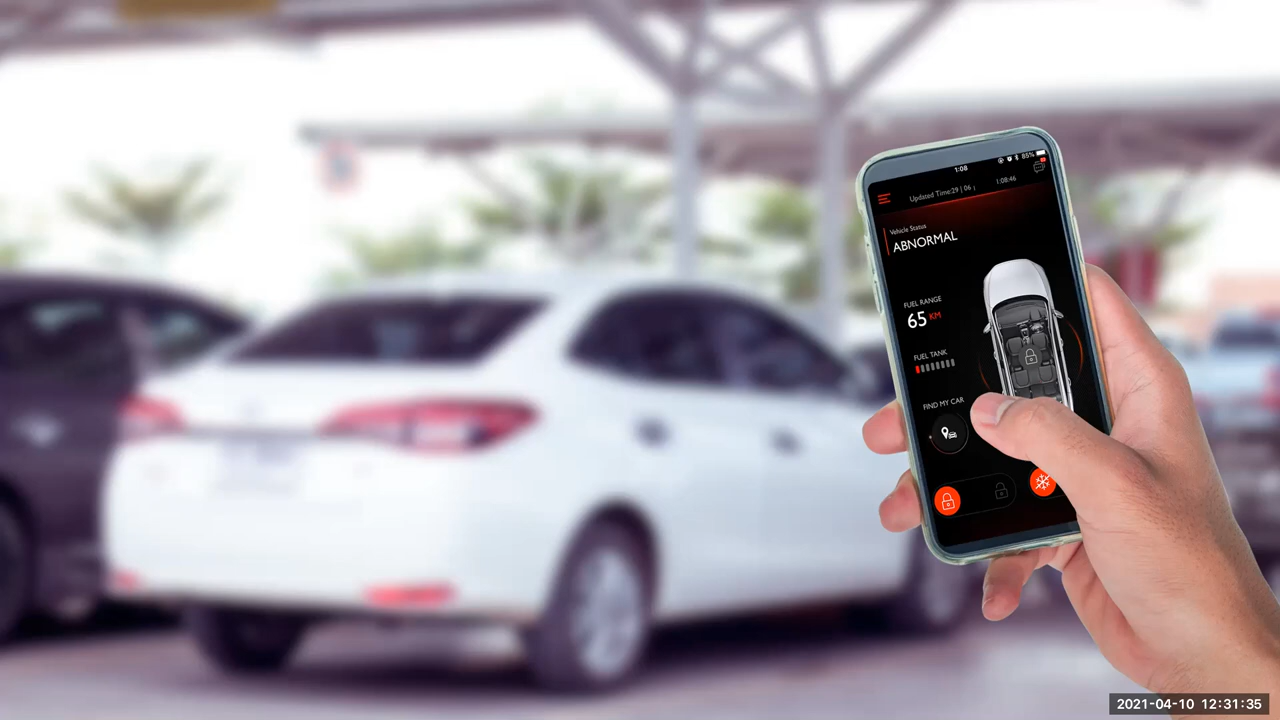 1:08
85%
Updated Time:29 | 06 |
1:08:46
Vehicle Status
ABNORMAL
FUEL RANGE
65 KM
FUEL TANK
FIND MY CAR
2021-04-10 12:31:35